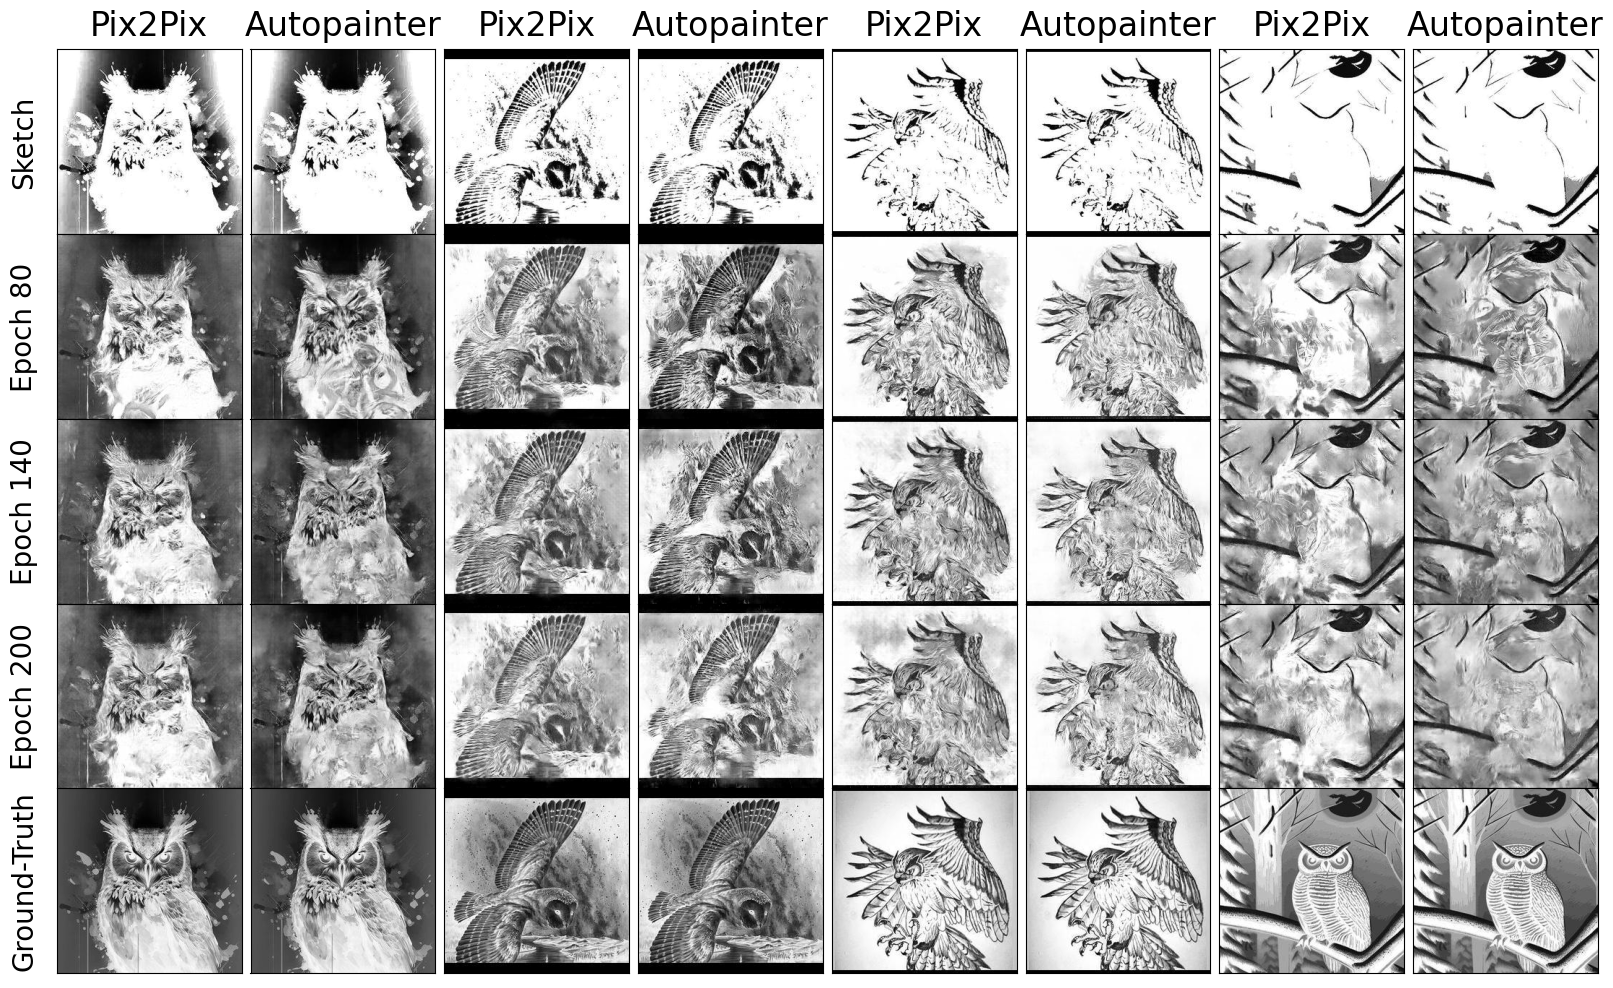 Pix2Pix Autopainter Pix2Pix Autopainter Pix2Pix Autopainter Pix2Pix Autopainter
Sketch
Epoch 80
Epoch 140
Epoch 200
Ground-Truth